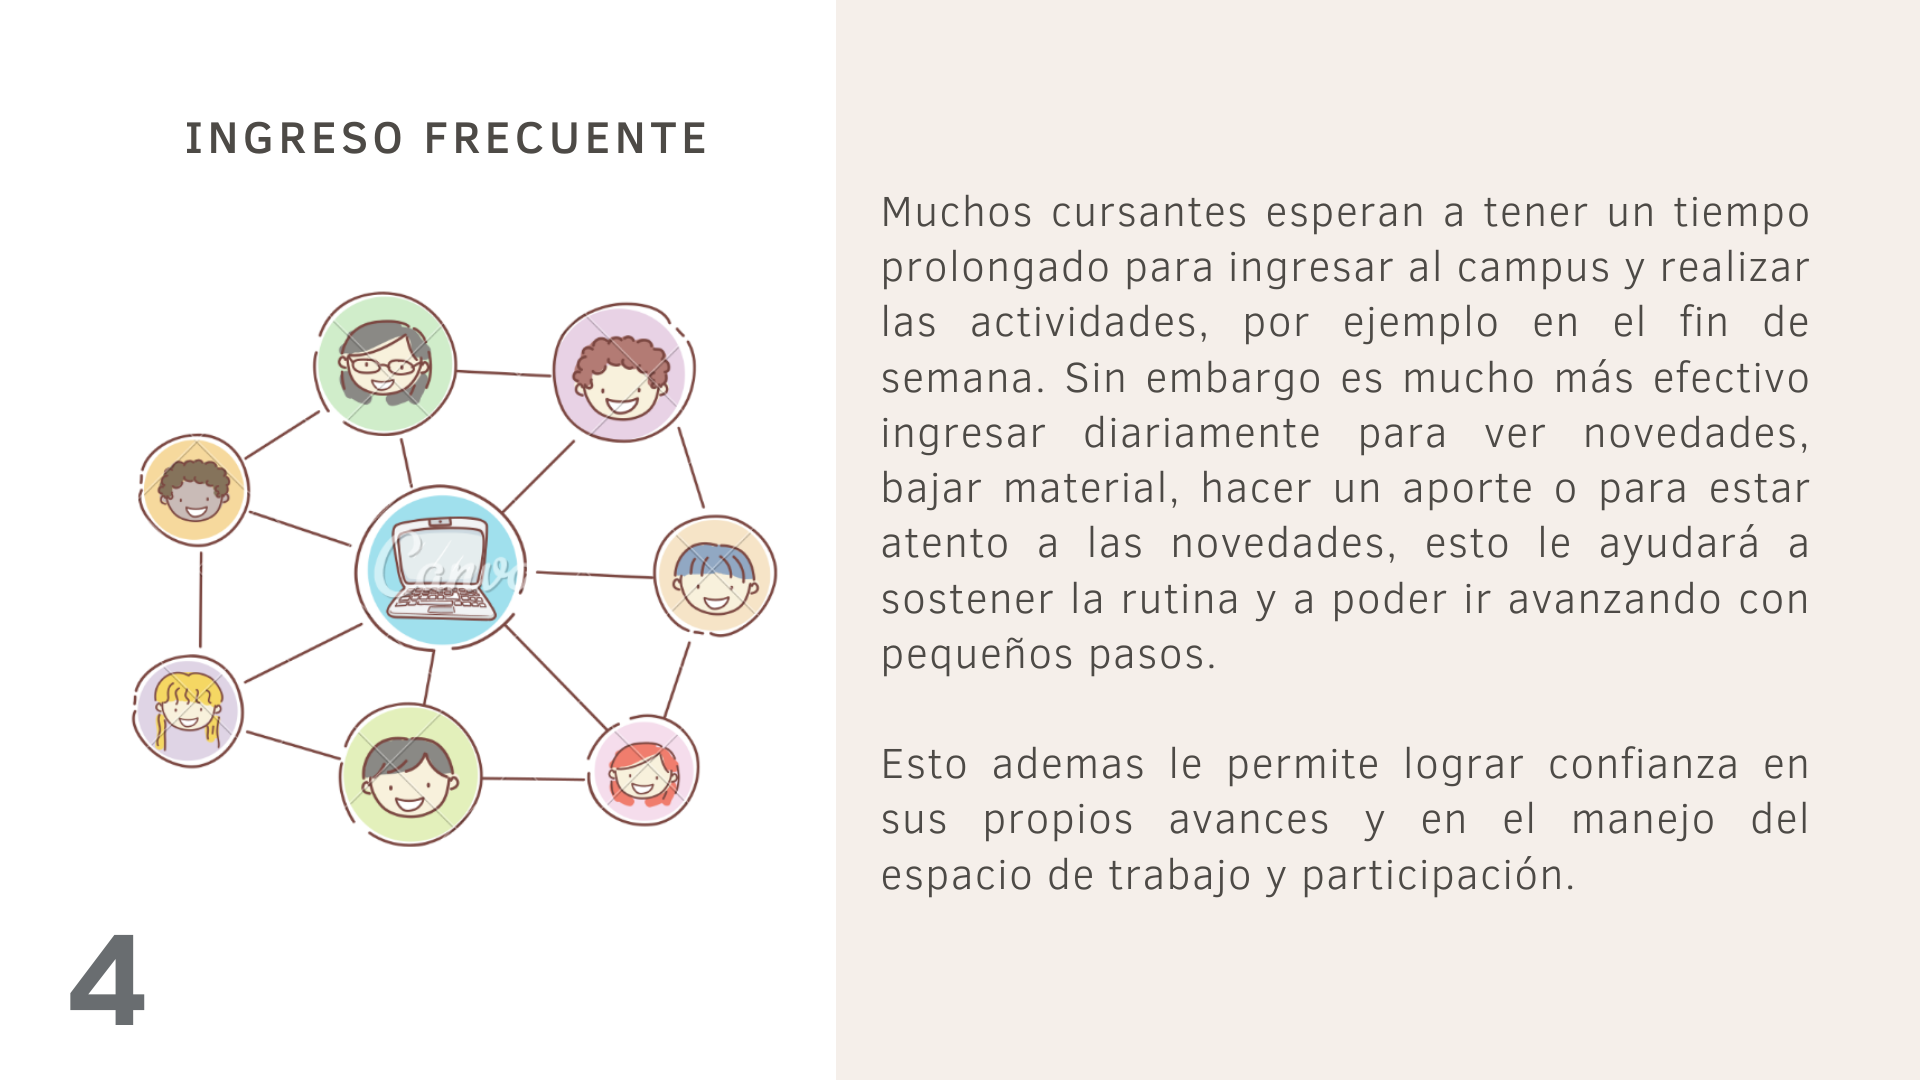 INGRESO FRECUENTE
Muchos cursantes esperan a tener un tiempo
prolongado para ingresar al campus y realizar
las actividades, por ejemplo en el fin de
semana. Sin embargo es mucho más efectivo
ingresar diariamente para ver novedades,
bajar material, hacer un aporte o para estar
atento a las novedades, esto le ayudará a
sostener la rutina y a poder ir avanzando con
pequeños pasos.
Esto ademas le permite lograr confianza en
sus propios avances y en el manejo del
espacio de trabajo y participación.
Canva
4